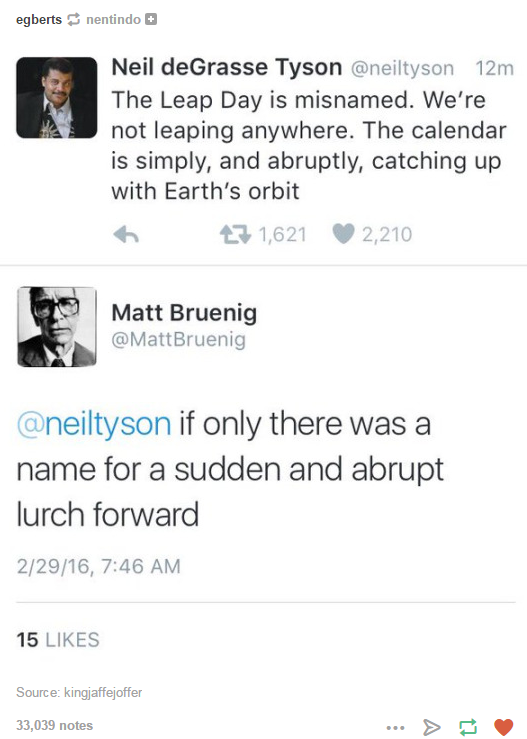 egberts nentindo
Neil deGrasse Tyson @neiltyson 12m
The Leap Day is misnamed. We're
not leaping anywhere. The calendar
is simply, and abruptly, catching up
with Earth's orbit
1,621 2,210
Matt Bruenig
@MattBruenig
@neiltyson if only there was a
name for a sudden and abrupt
lurch forward
2/29/16, 7:46 AM
15 LIKES
Source: kingjaffejoffer
33,039 notes